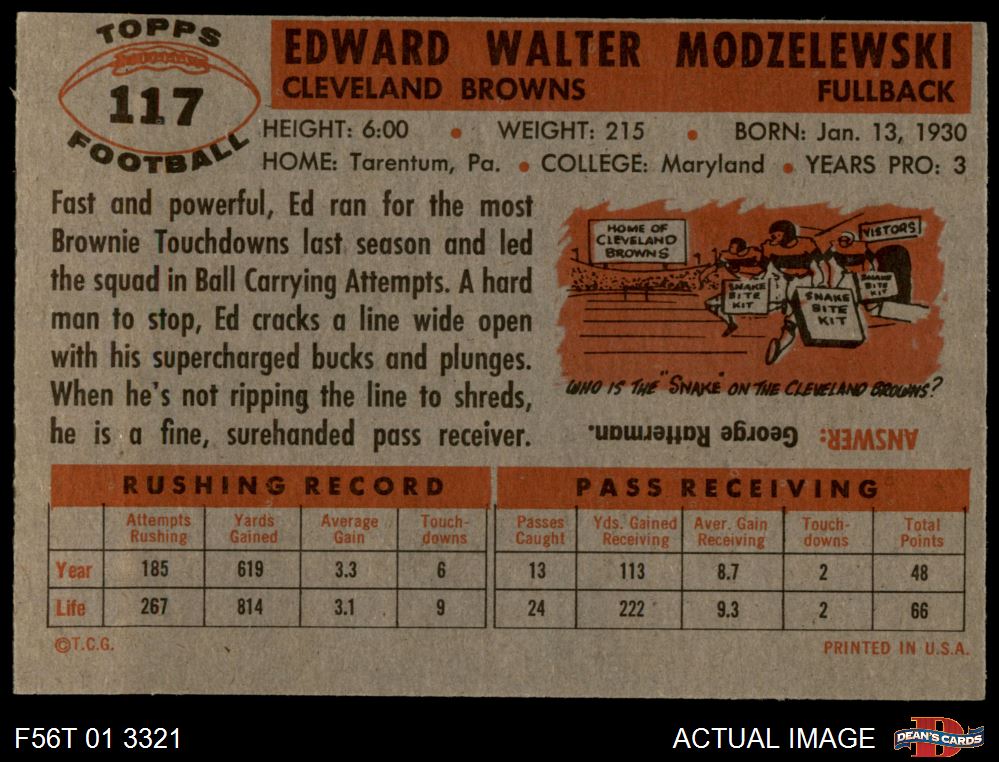 TOPPS
117
FOOTBALL
EDWARD WALTER MODZELEWSKI
CLEVELAND BROWNS FULLBACK
HEIGHT: 6:00 • WEIGHT: 215 • BORN: Jan. 13, 1930
HOME: Tarentum, Pa. • COLLEGE: Maryland • YEARS PRO: 3
Fast and powerful, Ed ran for the most
Brownie Touchdowns last season and led
the squad in Ball Carrying Attempts. A hard
man to stop, Ed cracks a line wide open
with his supercharged bucks and plunges.
When he's not ripping the line to shreds,
he is a fine, surehanded pass receiver.
HOME OF
CLEVELAND
BROWNS
VISTORS
SNAKE
BITE
KIT
SNAKE
BITE
KIT
SNAKE
BITE
KIT
WHO IS THE "SNAKE" ON THE CLEVELAND BROWNS?
ANSWER: George Ratterman.
RUSHING RECORD
Attempts Rushing Yards Gained Average Gain Touch-downs
Year 185 619 3.3 6
Life 267 814 3.1 9
PASS RECEIVING
Passes Caught Yds. Gained Receiving Aver. Gain Receiving Touch-downs Total Points
13 113 8.7 2 48
24 222 9.3 2 66
©T.C.G. PRINTED IN U.S.A.
F56T 01 3321 ACTUAL IMAGE DEAN'S CARDS